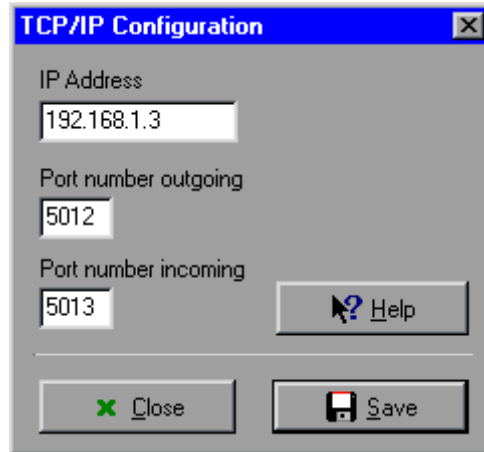 TCP/IP Configuration
IP Address
192.168.1.3
Port number outgoing
5012
Port number incoming
5013
Help
Close
Save